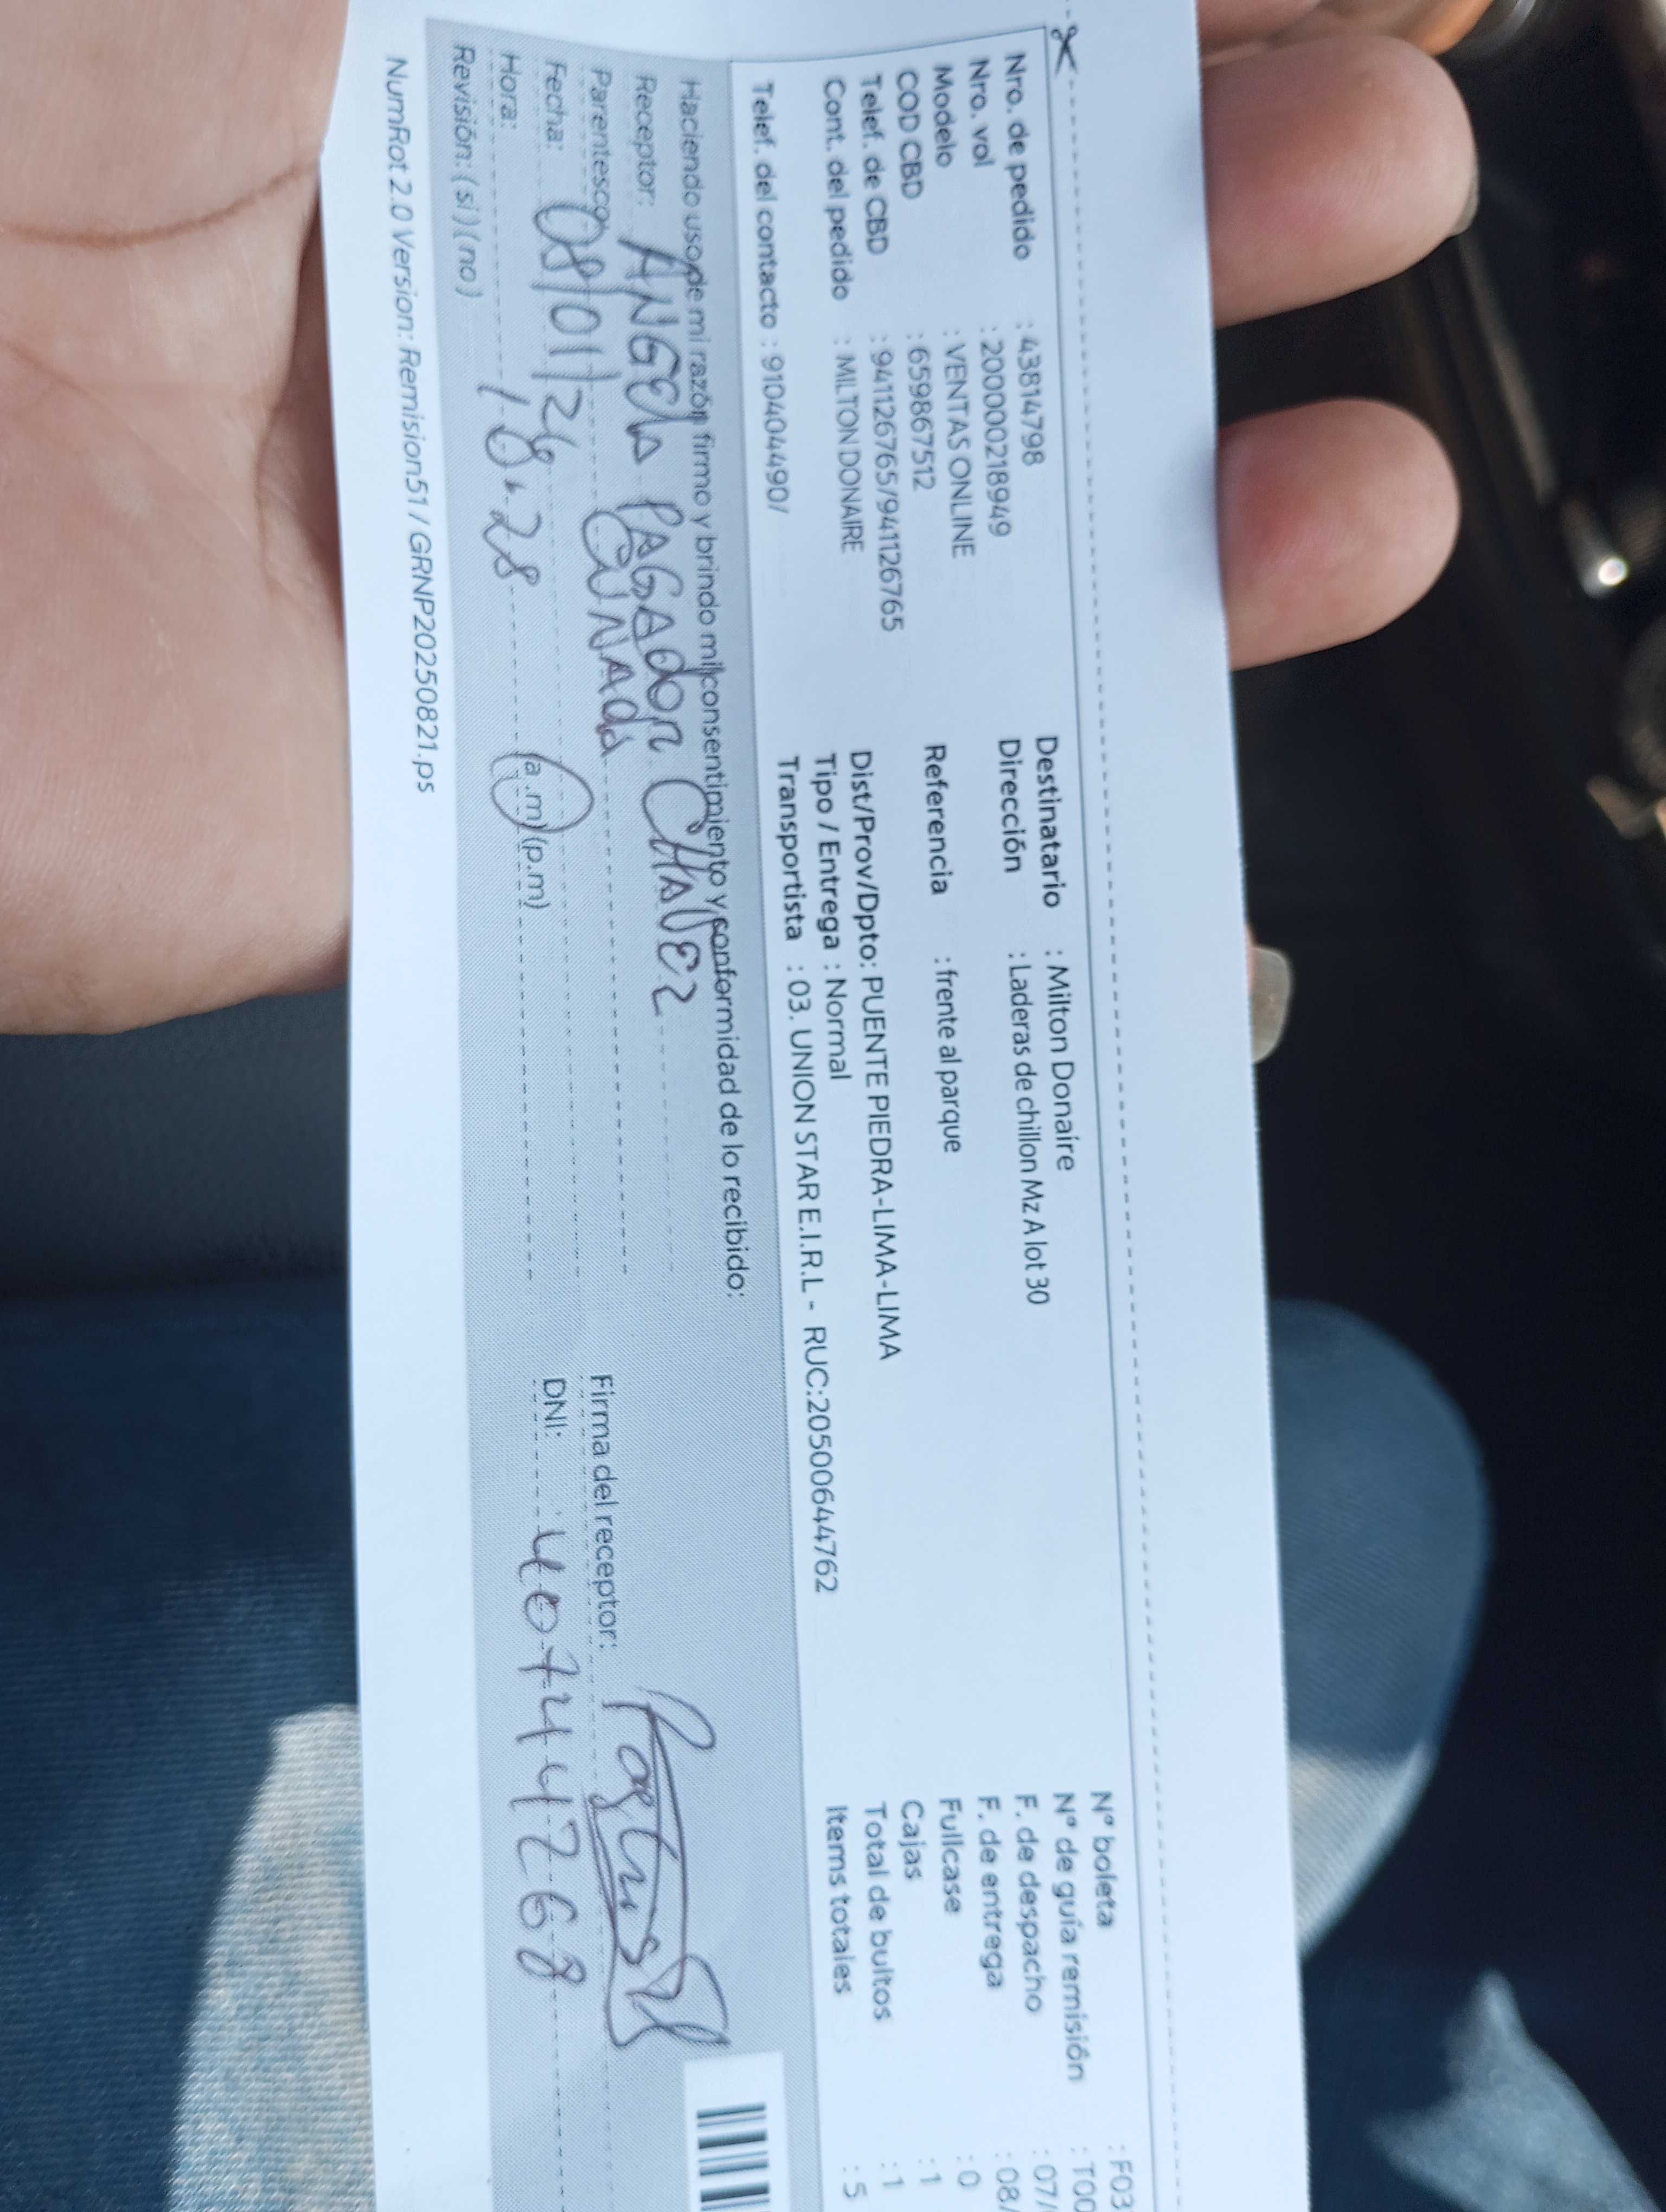 Nro. de pedido : 43814798
Nro. vol : 2000000218949
Modelo : VENTAS ONLINE
COD CBD : 659867512
Telef. de CBD : 941126765/941126765
Cont. del pedido : MILTON DONAIRE
Telef. del contacto : 910404490/
Destinatario : Milton Donaire
Dirección : Laderas de chillon Mz A lot 30
Referencia : frente al parque
Dist/Prov/Dpto: PUENTE PIEDRA-LIMA-LIMA
Tipo / Entrega : Normal
Transportista : 03. UNION STAR E.I.R.L - RUC:20500644762
N° boleta : F03
N° de guía remisión : T00
F. de despacho : 07/
F. de entrega : 08/
Fullcase : 0
Cajas : 1
Total de bultos : 1
Items totales : 5
Haciendo uso de mi razón firmo y brindo mi consentimiento y conformidad de lo recibido:
Receptor: ANGELA PAGADOR CHAVEZ
Parentesco: CUNADA
Fecha: 08/01/26
Hora: 10:28 (a.m) (p.m)
Revisión: (si) (no)
Firma del receptor:
DNI: 40744268
NumRot 2.0 Version: Remision51 / GRNP20250821.ps